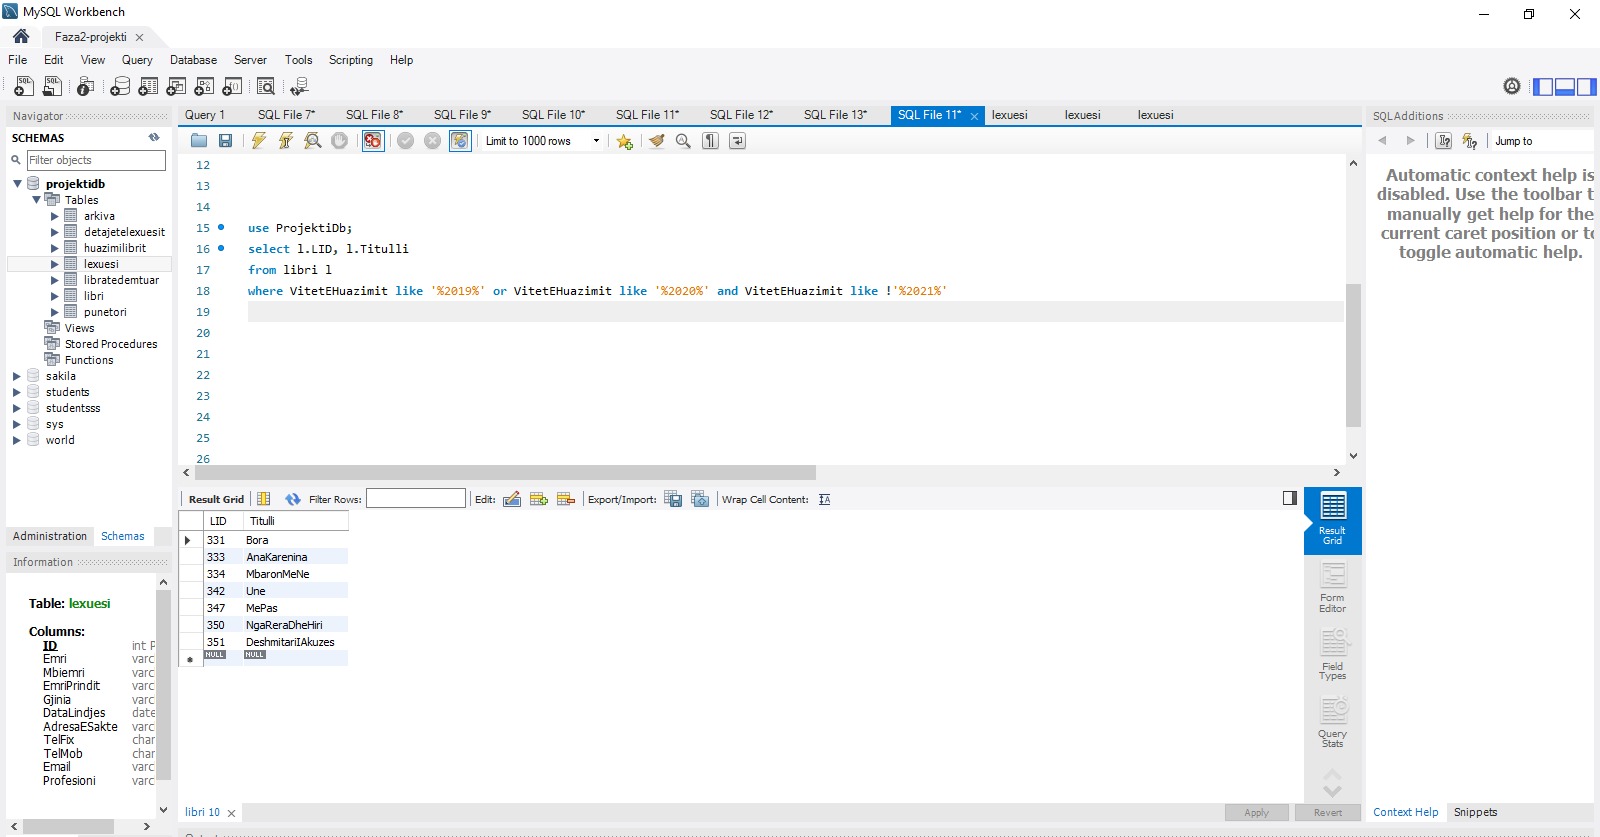 MySQL Workbench
Faza2-projekti
File Edit View Query Database Server Tools Scripting Help
Navigator
SCHEMAS
Filter objects
projektidb
Tables
arkiva
detajetelexuesit
huazimilibrit
lexuesi
libratedemtuar
libri
punetori
Views
Stored Procedures
Functions
sakila
students
studentsss
sys
world
Administration Schemas
Information
Table: lexuesi
Columns:
ID int P
Emri varc
Mbiemri varc
EmriPrindit varc
Gjinia varc
DataLindjes date
AdresaESakte varc
TelFix char
TelMob char
Email varc
Profesioni varc
Query 1 SQL File 7* SQL File 8* SQL File 9* SQL File 10* SQL File 11* SQL File 12* SQL File 13* SQL File 11* lexuesi lexuesi lexuesi
Limit to 1000 rows
12
13
14
15 use ProjektiDb;
16 select l.LID, l.Titulli
17 from libri l
18 where VitetEHuazimit like '%2019%' or VitetEHuazimit like '%2020%' and VitetEHuazimit like !'%2021%'
19
20
21
22
23
24
25
26
Result Grid Filter Rows: Edit: Export/Import: Wrap Cell Content:
LID Titulli
331 Bora
333 AnaKarenina
334 MbaronMeNe
342 Une
347 MePas
350 NgaReraDheHiri
351 DeshmitariIAkuzes
NULL NULL
Result
Grid
Form
Editor
Field
Types
Query
Stats
libri 10
Apply Revert
SQLAdditions
Jump to
Automatic context help is
disabled. Use the toolbar t
manually get help for the
current caret position or to
toggle automatic help.
Context Help Snippets